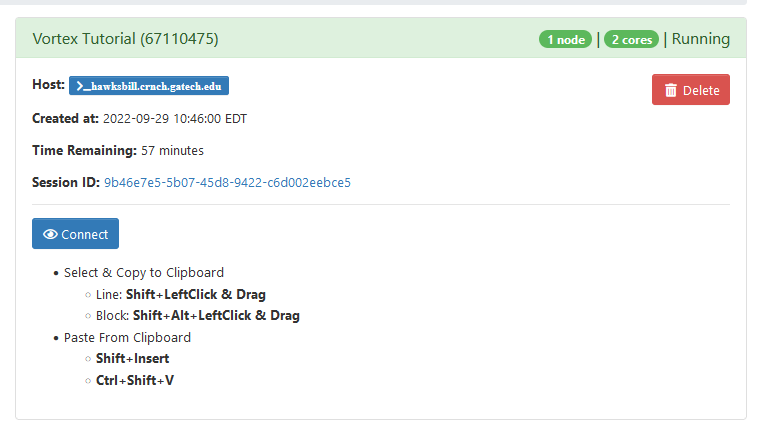 Vortex Tutorial (67110475) 1 node | 2 cores | Running
Host: >_hawksbill.crnch.gatech.edu
Delete
Created at: 2022-09-29 10:46:00 EDT
Time Remaining: 57 minutes
Session ID: 9b46e7e5-5b07-45d8-9422-c6d002eebce5
Connect
• Select & Copy to Clipboard
○ Line: Shift+LeftClick & Drag
○ Block: Shift+Alt+LeftClick & Drag
• Paste From Clipboard
○ Shift+Insert
○ Ctrl+Shift+V